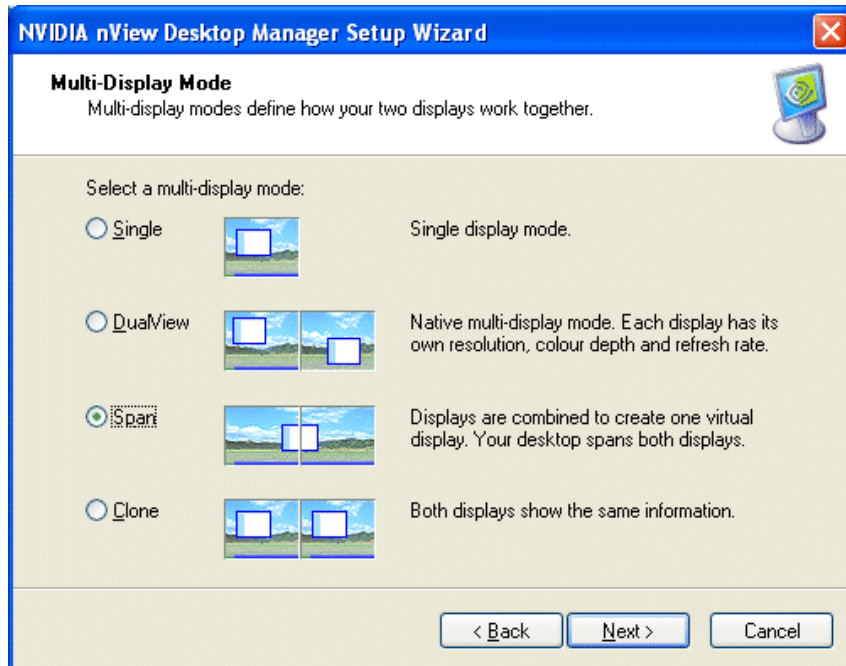 NVIDIA nView Desktop Manager Setup Wizard
Multi-Display Mode
Multi-display modes define how your two displays work together.
Select a multi-display mode:
Single
Single display mode.
DualView
Native multi-display mode. Each display has its
own resolution, colour depth and refresh rate.
Span
Displays are combined to create one virtual
display. Your desktop spans both displays.
Clone
Both displays show the same information.
< Back
Next >
Cancel